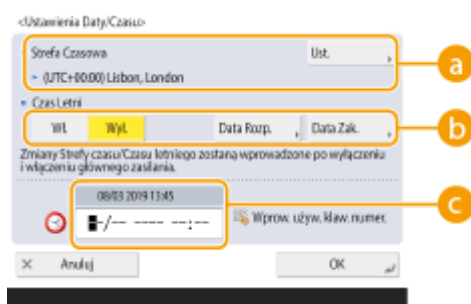 <Ustawienia Daty/Czasu>
Strefa Czasowa Ust.
(UTC+00:00) Lisbon, London
a
Czas Letni
Wł. Wył. Data Rozp. Data Zak.
b
Zmiany Strefy czasu/Czasu letniego zostaną wprowadzone po wyłączeniu
i włączeniu głównego zasilania.
08/03 2019 13:45
c
-/-- ---- --:-- Wprow. używ. klaw. numer.
× Anuluj OK